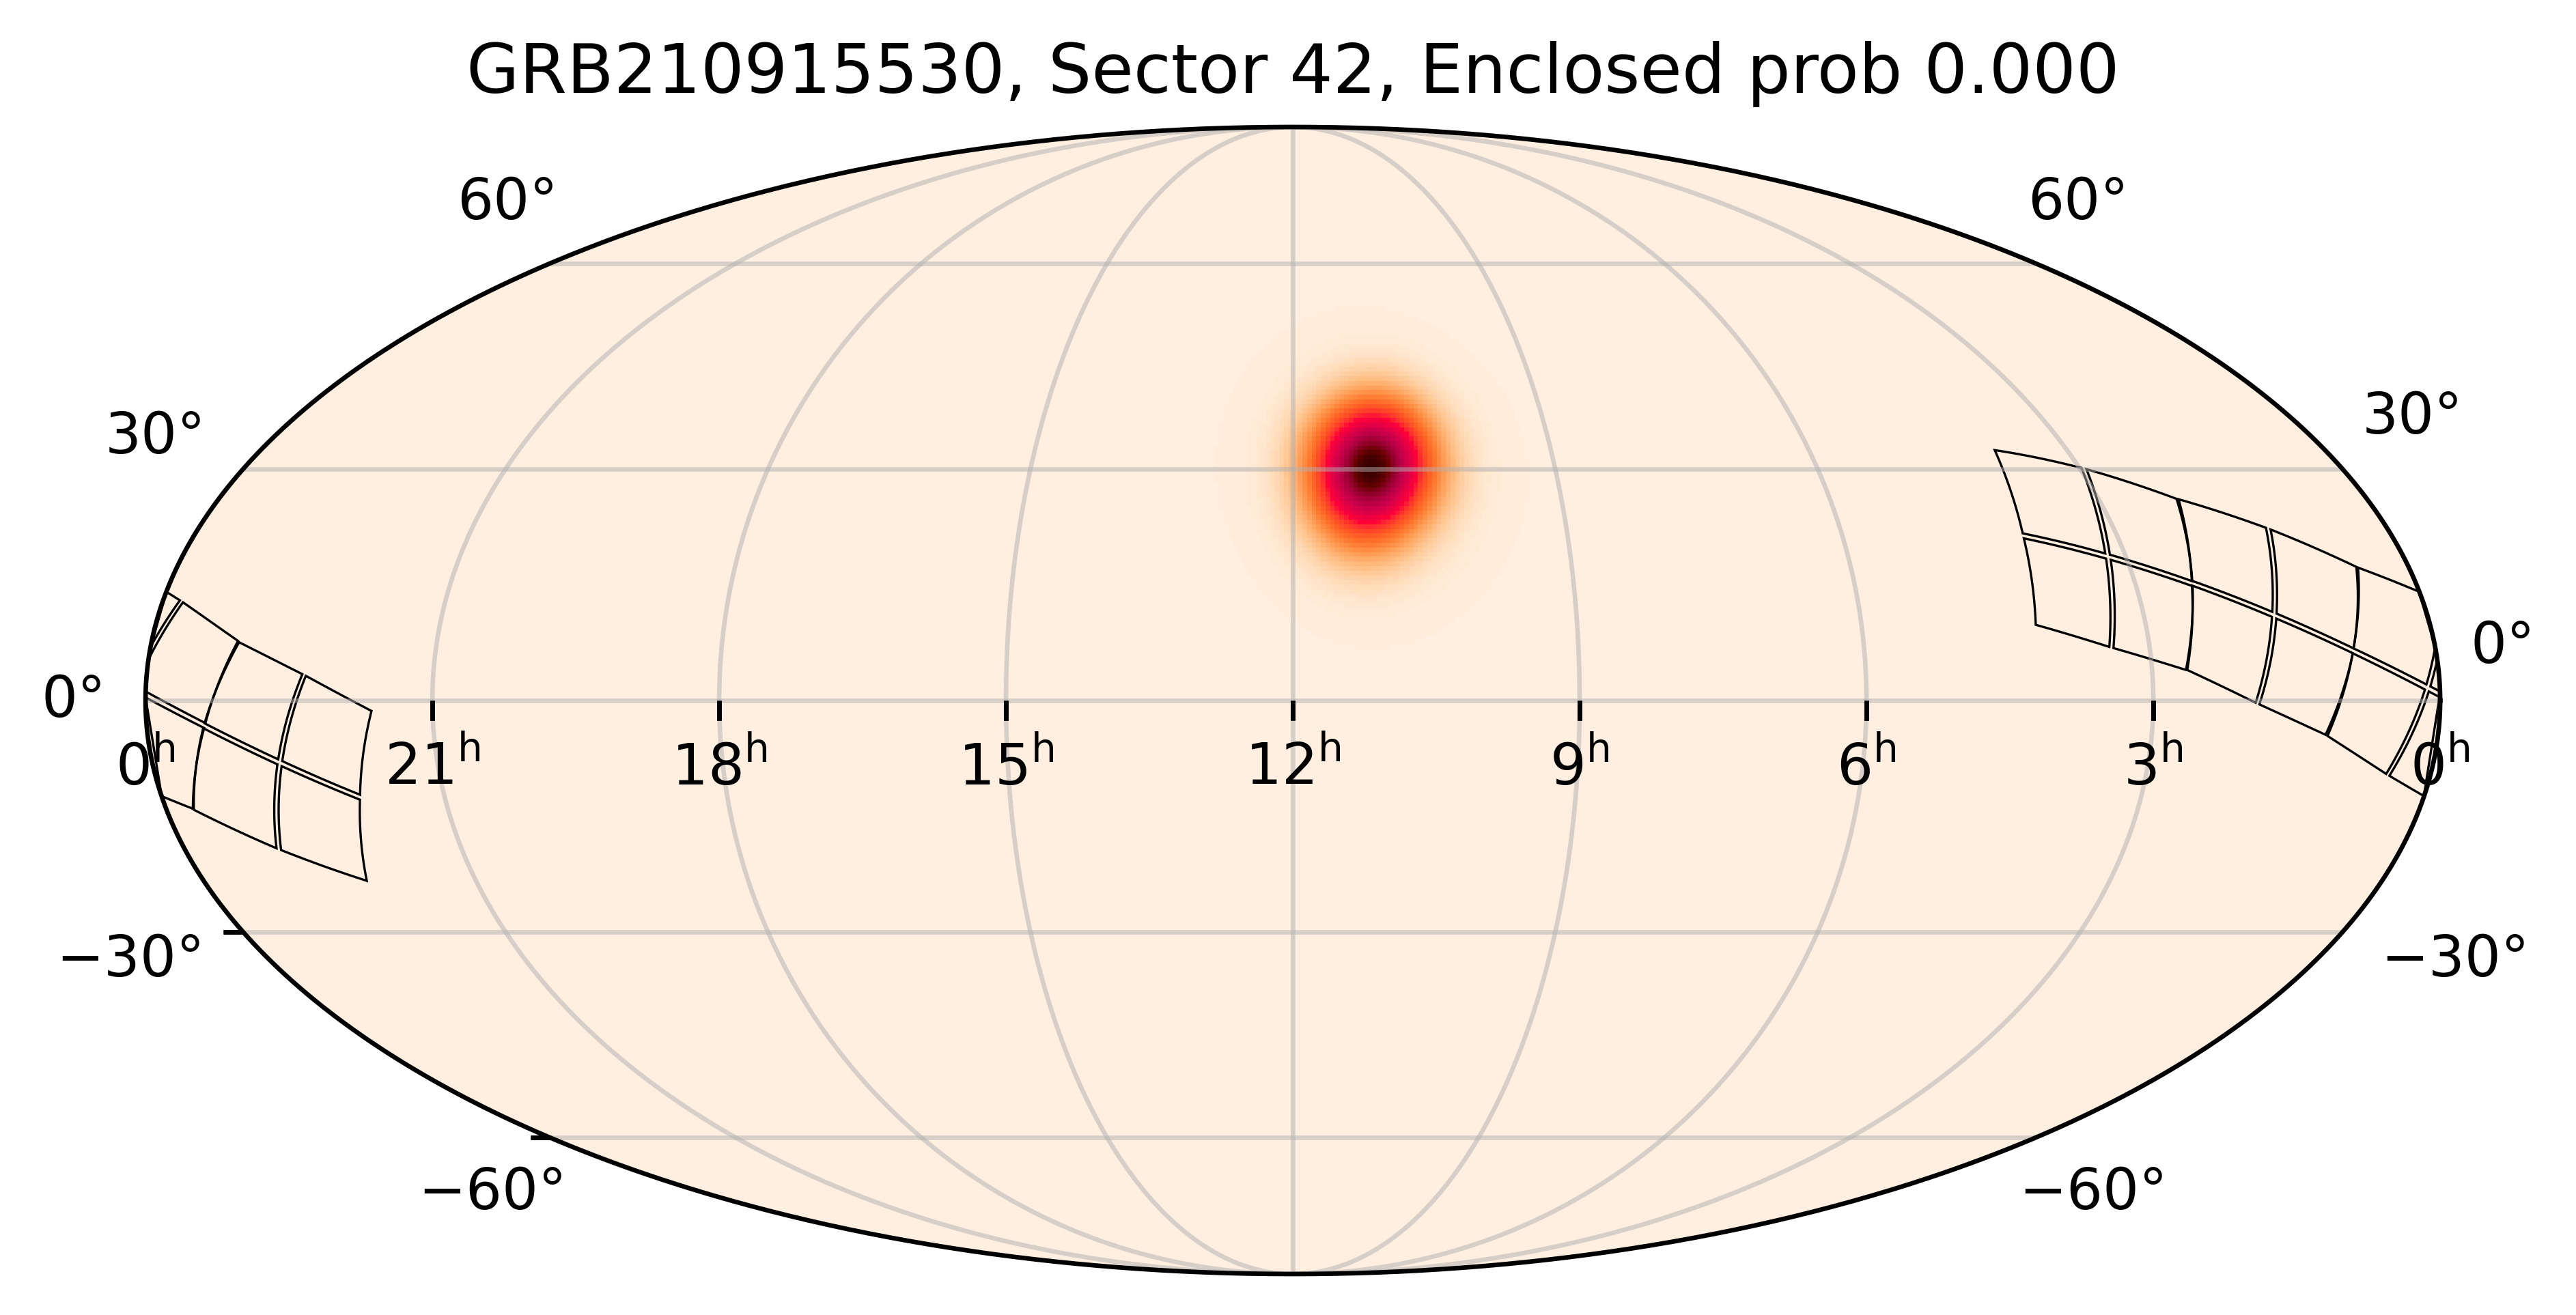 GRB210915530, Sector 42, Enclosed prob 0.000
60° 60°
30° 30°
0° 0°
0h 21h 18h 15h 12h 9h 6h 3h 0h
−30° −30°
−60° −60°